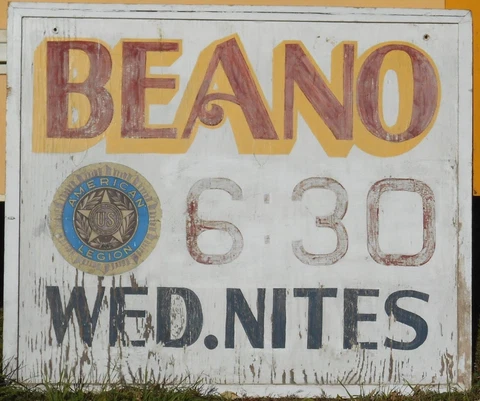 BEANO
AMERICAN
LEGION
US
6:30
WED. NITES